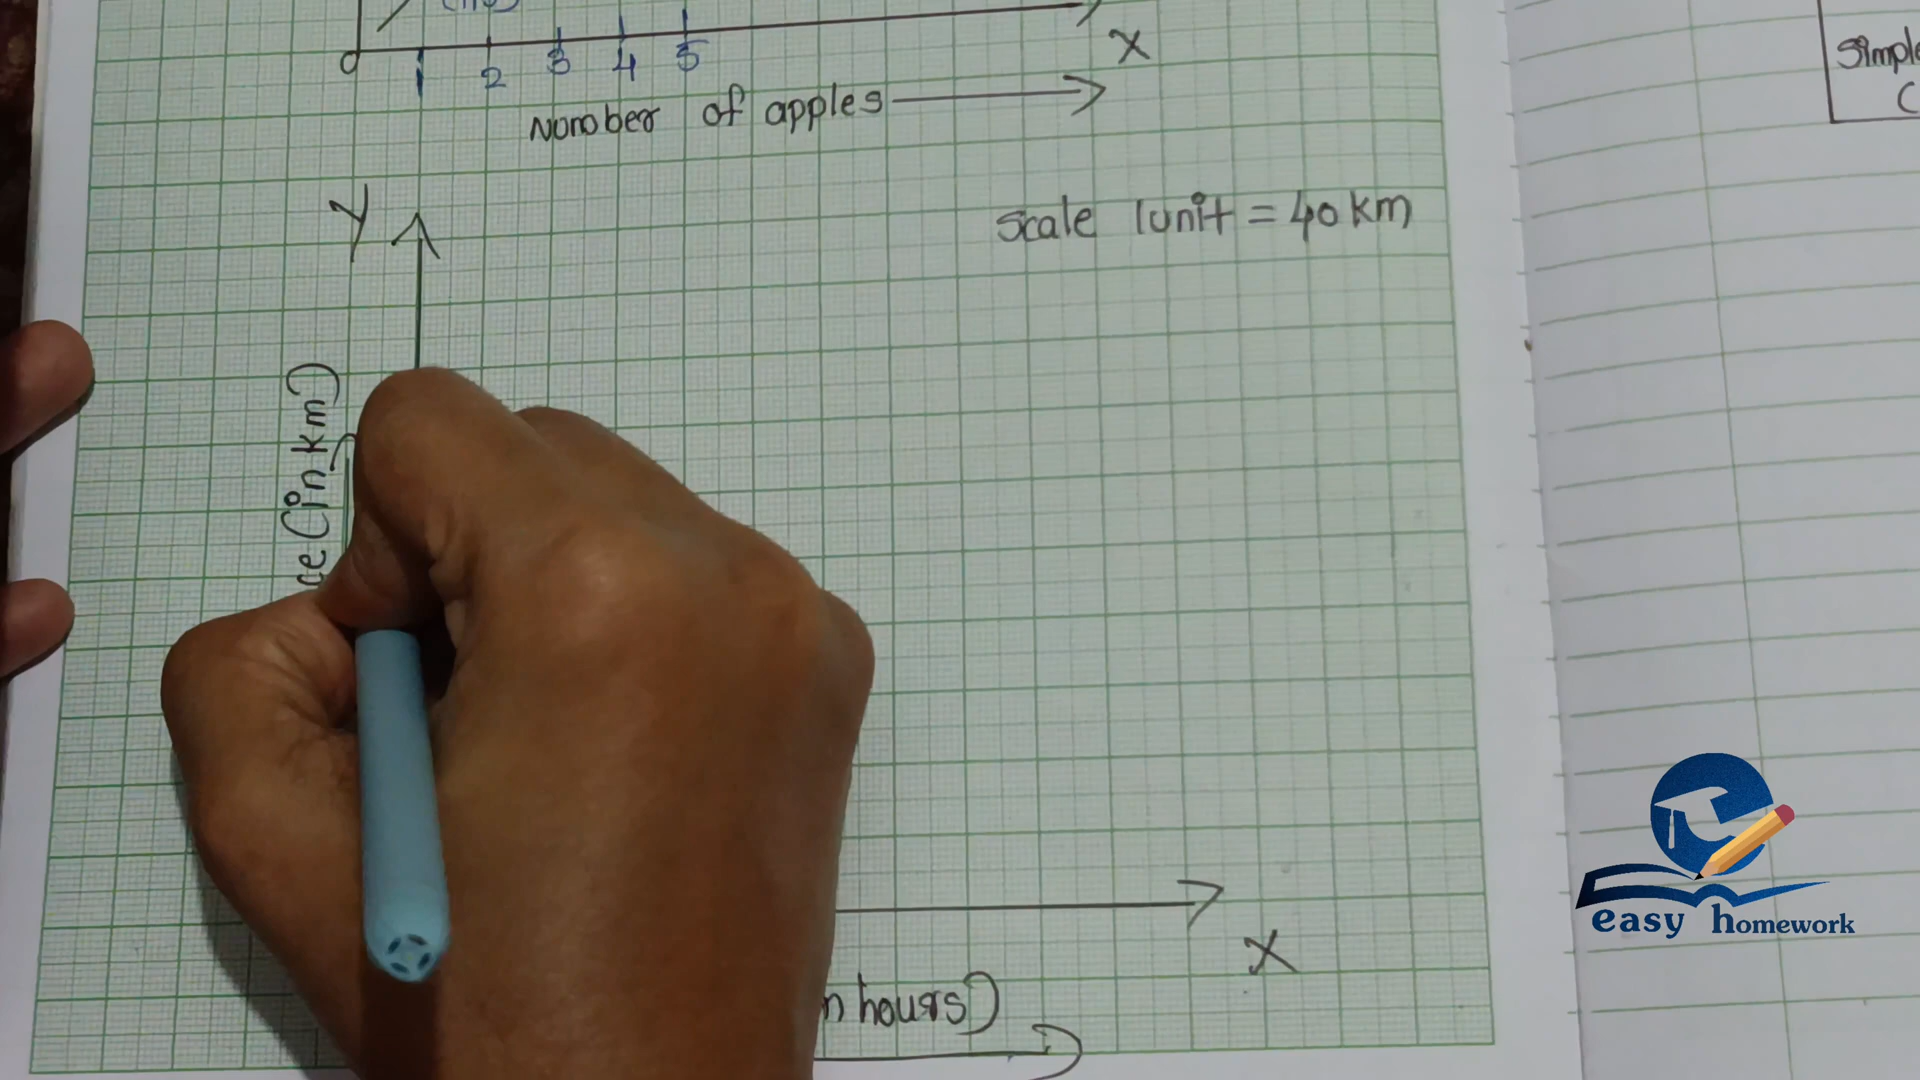 0 1 2 3 4 5 X
Number of apples
Simple
Y
Scale 1unit = 40 km
(in km)
X
hours)
easy homework